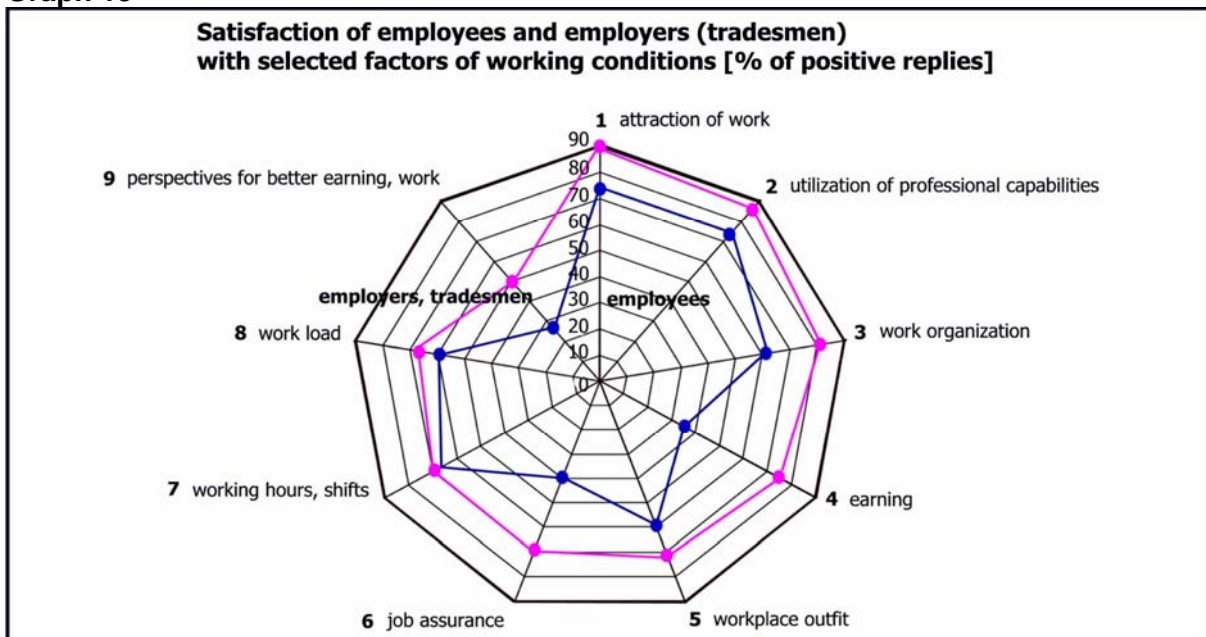 Satisfaction of employees and employers (tradesmen)
with selected factors of working conditions [% of positive replies]
1 attraction of work
90
9 perspectives for better earning, work
80
2 utilization of professional capabilities
70
60
50
40
employers, tradesmen
employees
30
8 work load
20
3 work organization
10
0
7 working hours, shifts
4 earning
6 job assurance
5 workplace outfit